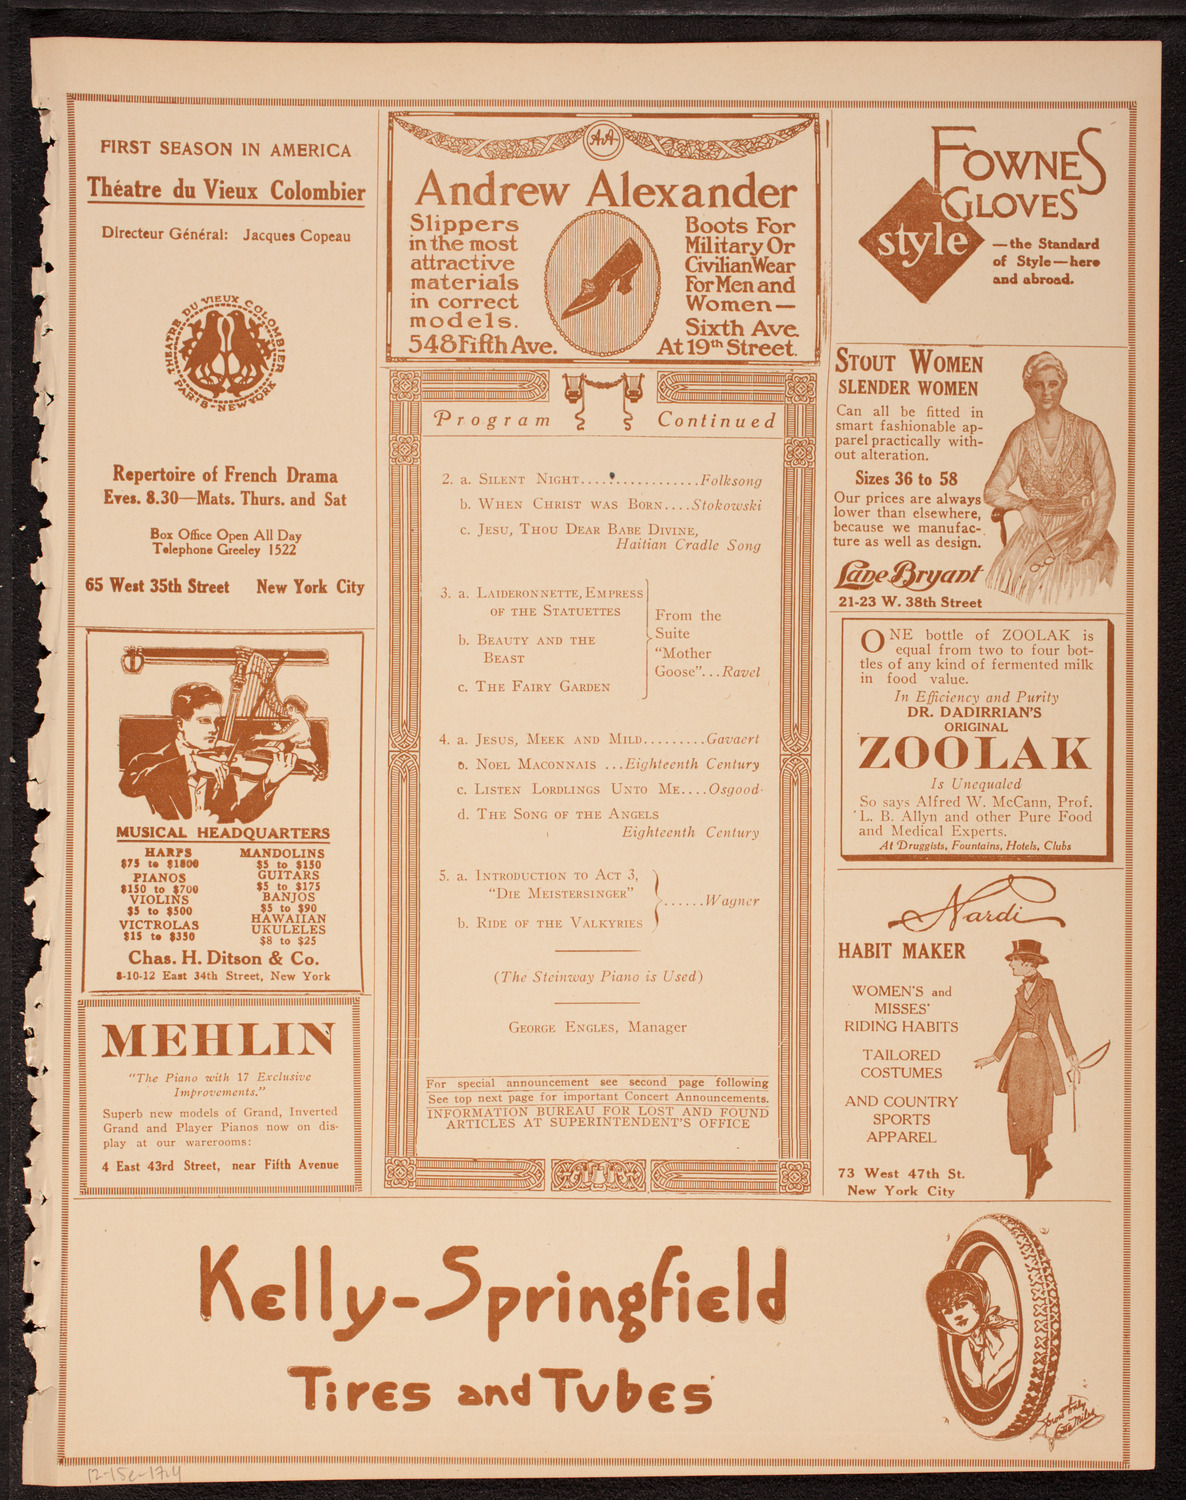 FIRST SEASON IN AMERICA
Théatre du Vieux Colombier
Directeur Général: Jacques Copeau
THEATRE DU VIEUX COLOMBIER
PARIS-NEW YORK
Repertoire of French Drama
Eves. 8.30—Mats. Thurs. and Sat
Box Office Open All Day
Telephone Greeley 1522
65 West 35th Street New York City
MUSICAL HEADQUARTERS
HARPS
$75 to $1800
PIANOS
$150 to $700
VIOLINS
$5 to $500
VICTROLAS
$15 to $350
MANDOLINS
$5 to $150
GUITARS
$5 to $175
BANJOS
$5 to $90
HAWAIIAN
UKULELES
$8 to $25
Chas. H. Ditson & Co.
8-10-12 East 34th Street, New York
MEHLIN
"The Piano with 17 Exclusive
Improvements."
Superb new models of Grand, Inverted
Grand and Player Pianos now on dis-
play at our warerooms:
4 East 43rd Street, near Fifth Avenue
AA
Andrew Alexander
Slippers
in the most
attractive
materials
in correct
models.
548 Fifth Ave.
Boots For
Military Or
Civilian Wear
For Men and
Women—
Sixth Ave.
At 19th Street.
Program Continued
2. a. SILENT NIGHT.................Folksong
b. WHEN CHRIST WAS BORN....Stokowski
c. JESU, THOU DEAR BABE DIVINE,
Haitian Cradle Song
3. a. LAIDERONNETTE, EMPRESS
OF THE STATUETTES
b. BEAUTY AND THE
BEAST
c. THE FAIRY GARDEN
From the
Suite
"Mother
Goose"...Ravel
4. a. JESUS, MEEK AND MILD.........Gavaert
b. NOEL MACONNAIS ...Eighteenth Century
c. LISTEN LORDLINGS UNTO ME....Osgood
d. THE SONG OF THE ANGELS
Eighteenth Century
5. a. INTRODUCTION TO ACT 3,
"DIE MEISTERSINGER"
b. RIDE OF THE VALKYRIES
......Wagner
(The Steinway Piano is Used)
GEORGE ENGLES, Manager
For special announcement see second page following
See top next page for important Concert Announcements.
INFORMATION BUREAU FOR LOST AND FOUND
ARTICLES AT SUPERINTENDENT'S OFFICE
FOWNES
GLOVES
style
—the Standard
of Style—here
and abroad.
STOUT WOMEN
SLENDER WOMEN
Can all be fitted in
smart fashionable ap-
parel practically with-
out alteration.
Sizes 36 to 58
Our prices are always
lower than elsewhere,
because we manufac-
ture as well as design.
Lane Bryant
21-23 W. 38th Street
ONE bottle of ZOOLAK is
equal from two to four bot-
tles of any kind of fermented milk
in food value.
In Efficiency and Purity
DR. DADIRRIAN'S
ORIGINAL
ZOOLAK
Is Unequaled
So says Alfred W. McCann, Prof.
L. B. Allyn and other Pure Food
and Medical Experts.
At Druggists, Fountains, Hotels, Clubs
Nardi
HABIT MAKER
WOMEN'S and
MISSES'
RIDING HABITS
TAILORED
COSTUMES
AND COUNTRY
SPORTS
APPAREL
73 West 47th St.
New York City
Kelly-Springfield
Tires and Tubes
12-15e-17.4